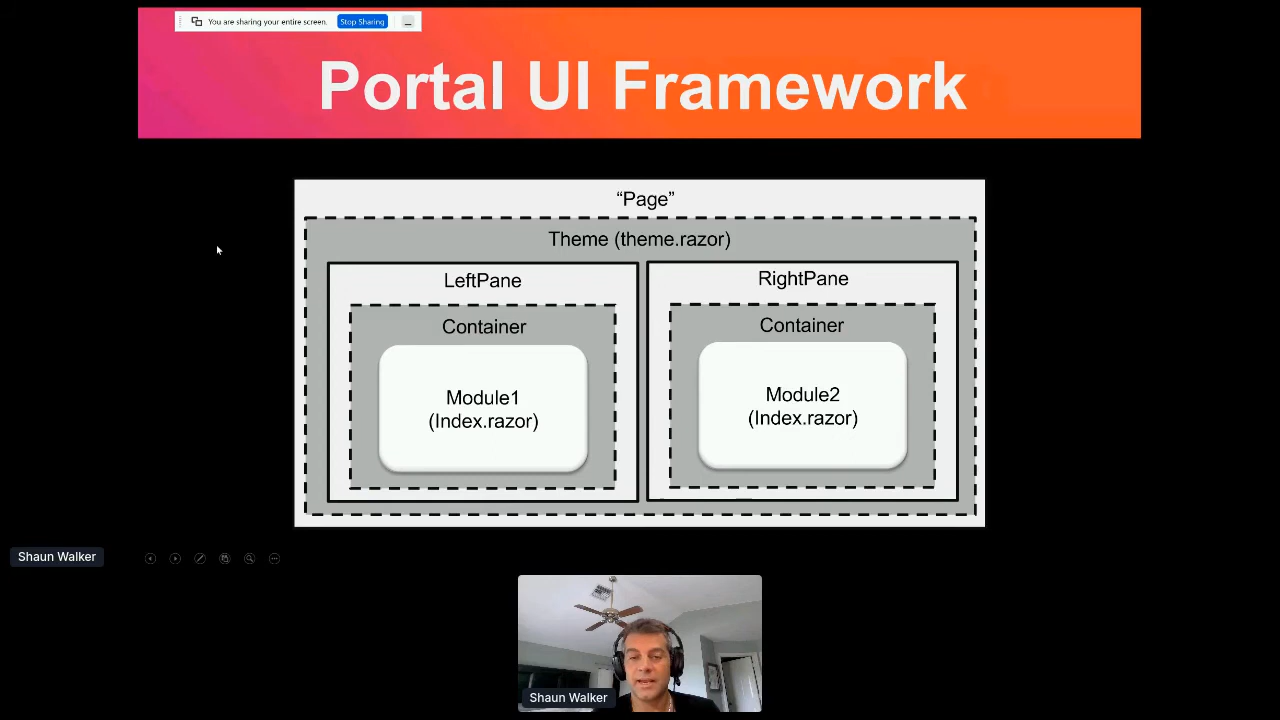 You are sharing your entire screen.
Stop Sharing
Portal UI Framework
“Page”
Theme (theme.razor)
LeftPane
RightPane
Container
Container
Module1
(Index.razor)
Module2
(Index.razor)
Shaun Walker
Shaun Walker